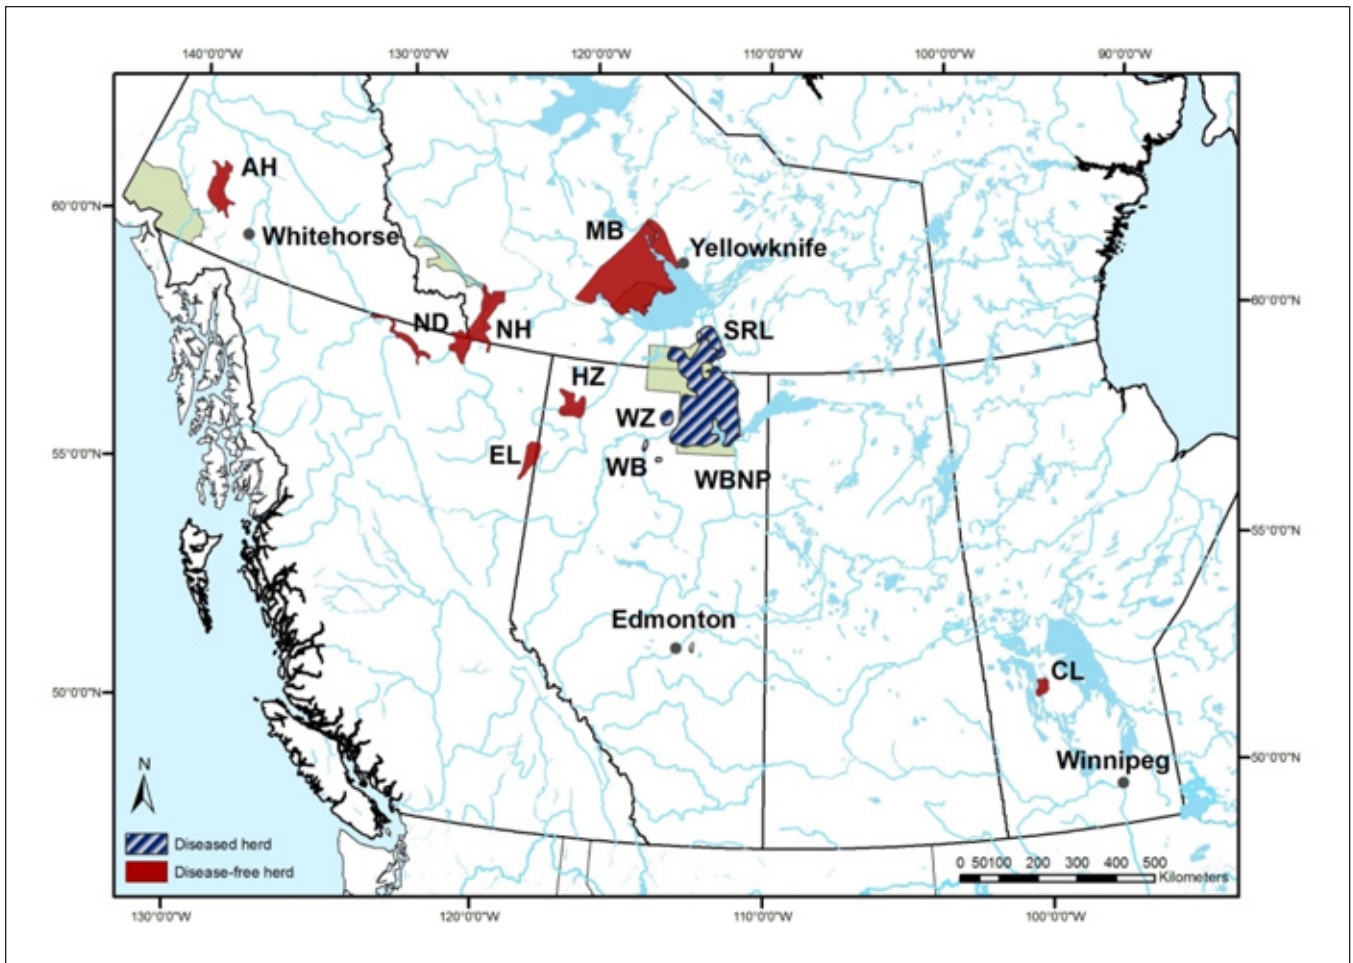 140°0'0"W 130°0'0"W 120°0'0"W 110°0'0"W 100°0'0"W 90°0'0"W
AH
60°0'0"N
Whitehorse
MB
Yellowknife
60°0'0"N
ND
NH
SRL
HZ
WZ
EL
55°0'0"N
WB
WBNP
55°0'0"N
Edmonton
CL
50°0'0"N
Winnipeg
50°0'0"N
N
Diseased herd
Disease-free herd
0 50100 200 300 400 500
Kilometers
130°0'0"W 120°0'0"W 110°0'0"W 100°0'0"W